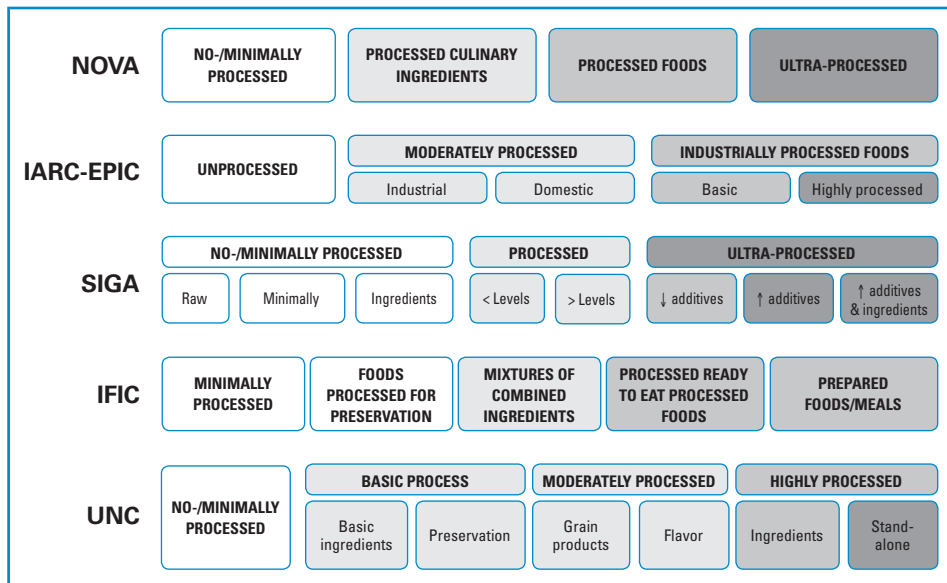 NOVA
NO-/MINIMALLY
PROCESSED
PROCESSED CULINARY
INGREDIENTS
PROCESSED FOODS
ULTRA-PROCESSED
IARC-EPIC
UNPROCESSED
MODERATELY PROCESSED
Industrial
Domestic
INDUSTRIALLY PROCESSED FOODS
Basic
Highly processed
SIGA
NO-/MINIMALLY PROCESSED
Raw
Minimally
Ingredients
PROCESSED
< Levels
> Levels
ULTRA-PROCESSED
↓ additives
↑ additives
↑ additives
& ingredients
IFIC
MINIMALLY
PROCESSED
FOODS
PROCESSED FOR
PRESERVATION
MIXTURES OF
COMBINED
INGREDIENTS
PROCESSED READY
TO EAT PROCESSED
FOODS
PREPARED
FOODS/MEALS
UNC
NO-/MINIMALLY
PROCESSED
BASIC PROCESS
Basic
ingredients
Preservation
MODERATELY PROCESSED
Grain
products
Flavor
HIGHLY PROCESSED
Ingredients
Stand-
alone